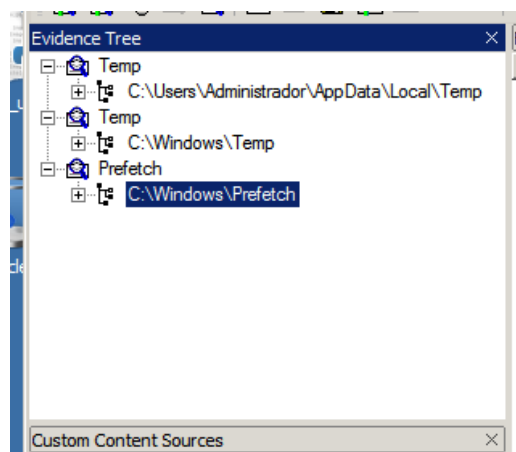 Evidence Tree
Temp
C:\Users\Administrador\AppData\Local\Temp
Temp
C:\Windows\Temp
Prefetch
C:\Windows\Prefetch
Custom Content Sources